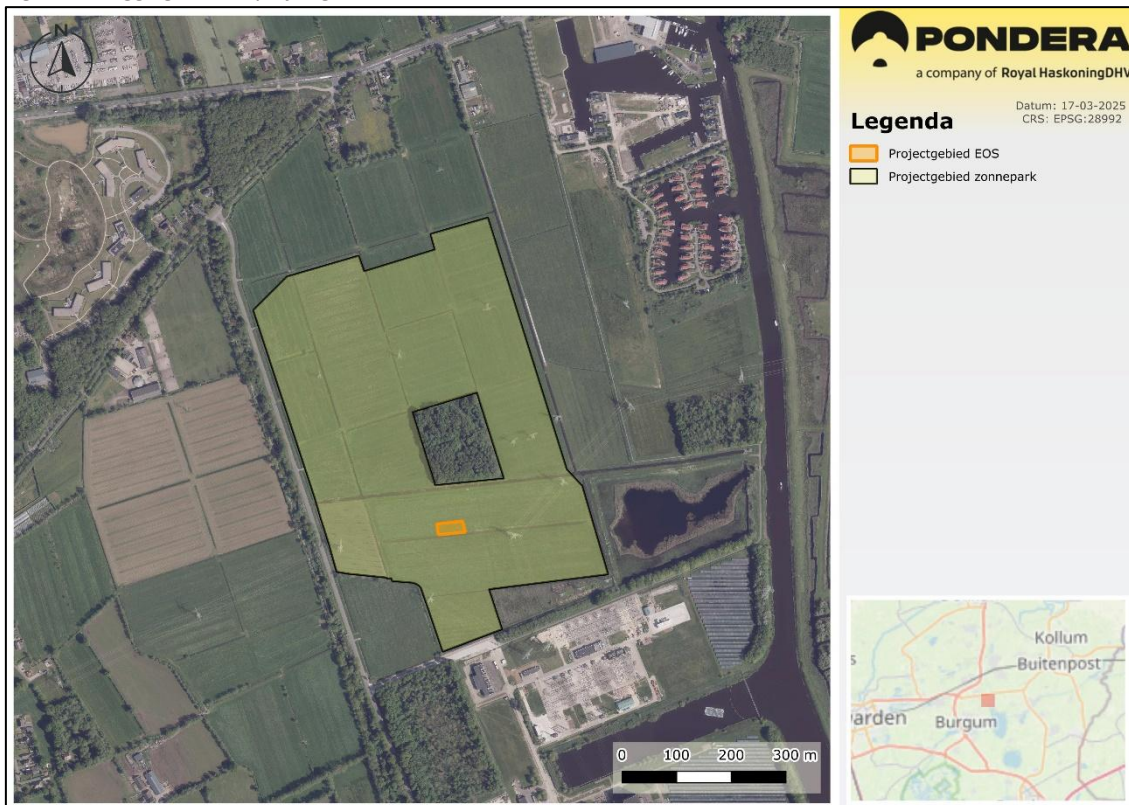 N
PONDERA
a company of Royal HaskoningDHV
Datum: 17-03-2025
CRS: EPSG:28992
Legenda
Projectgebied EOS
Projectgebied zonnepark
Kollum
Buitenpost
arden
Burgum
0 100 200 300 m